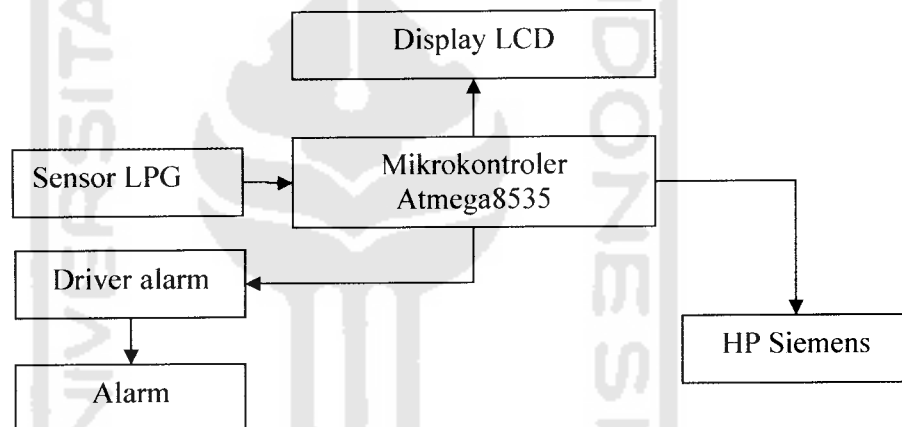 Display LCD
Sensor LPG
Mikrokontroler
Atmega8535
Driver alarm
HP Siemens
Alarm